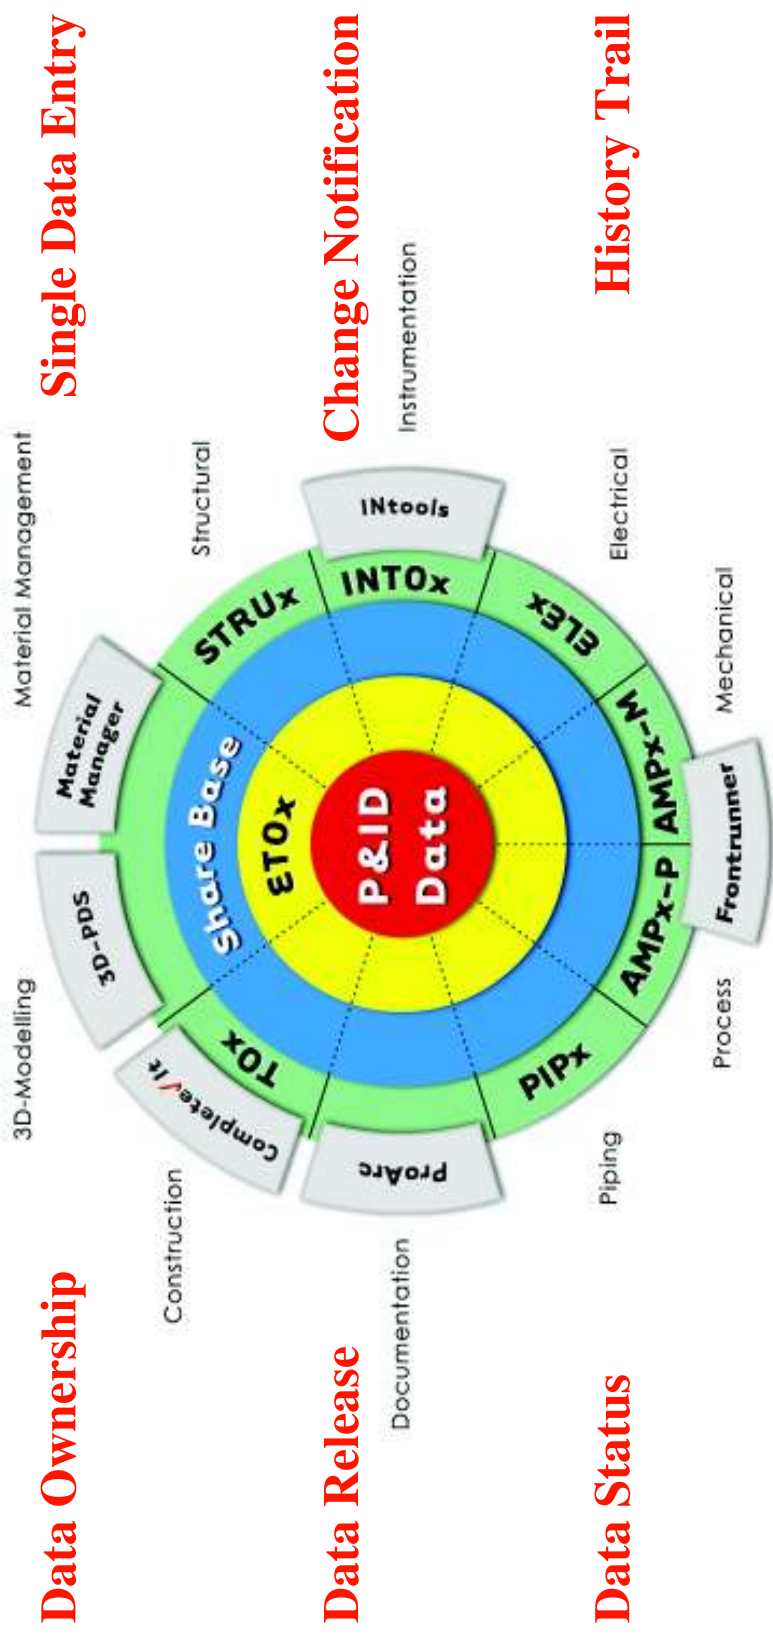 Data Ownership
Single Data Entry
3D-Modelling
Material Management
Construction
Structural
3D-PDS
Material
Manager
Complete/It
TOx
STRUx
Share Base
ETOx
Data Release
Change Notification
Documentation
Instrumentation
ProArc
P&ID
Data
INTOx
INtools
PIPx
ELEx
Piping
Electrical
AMPx-P
AMPx-M
Process
Mechanical
Frontrunner
Data Status
History Trail